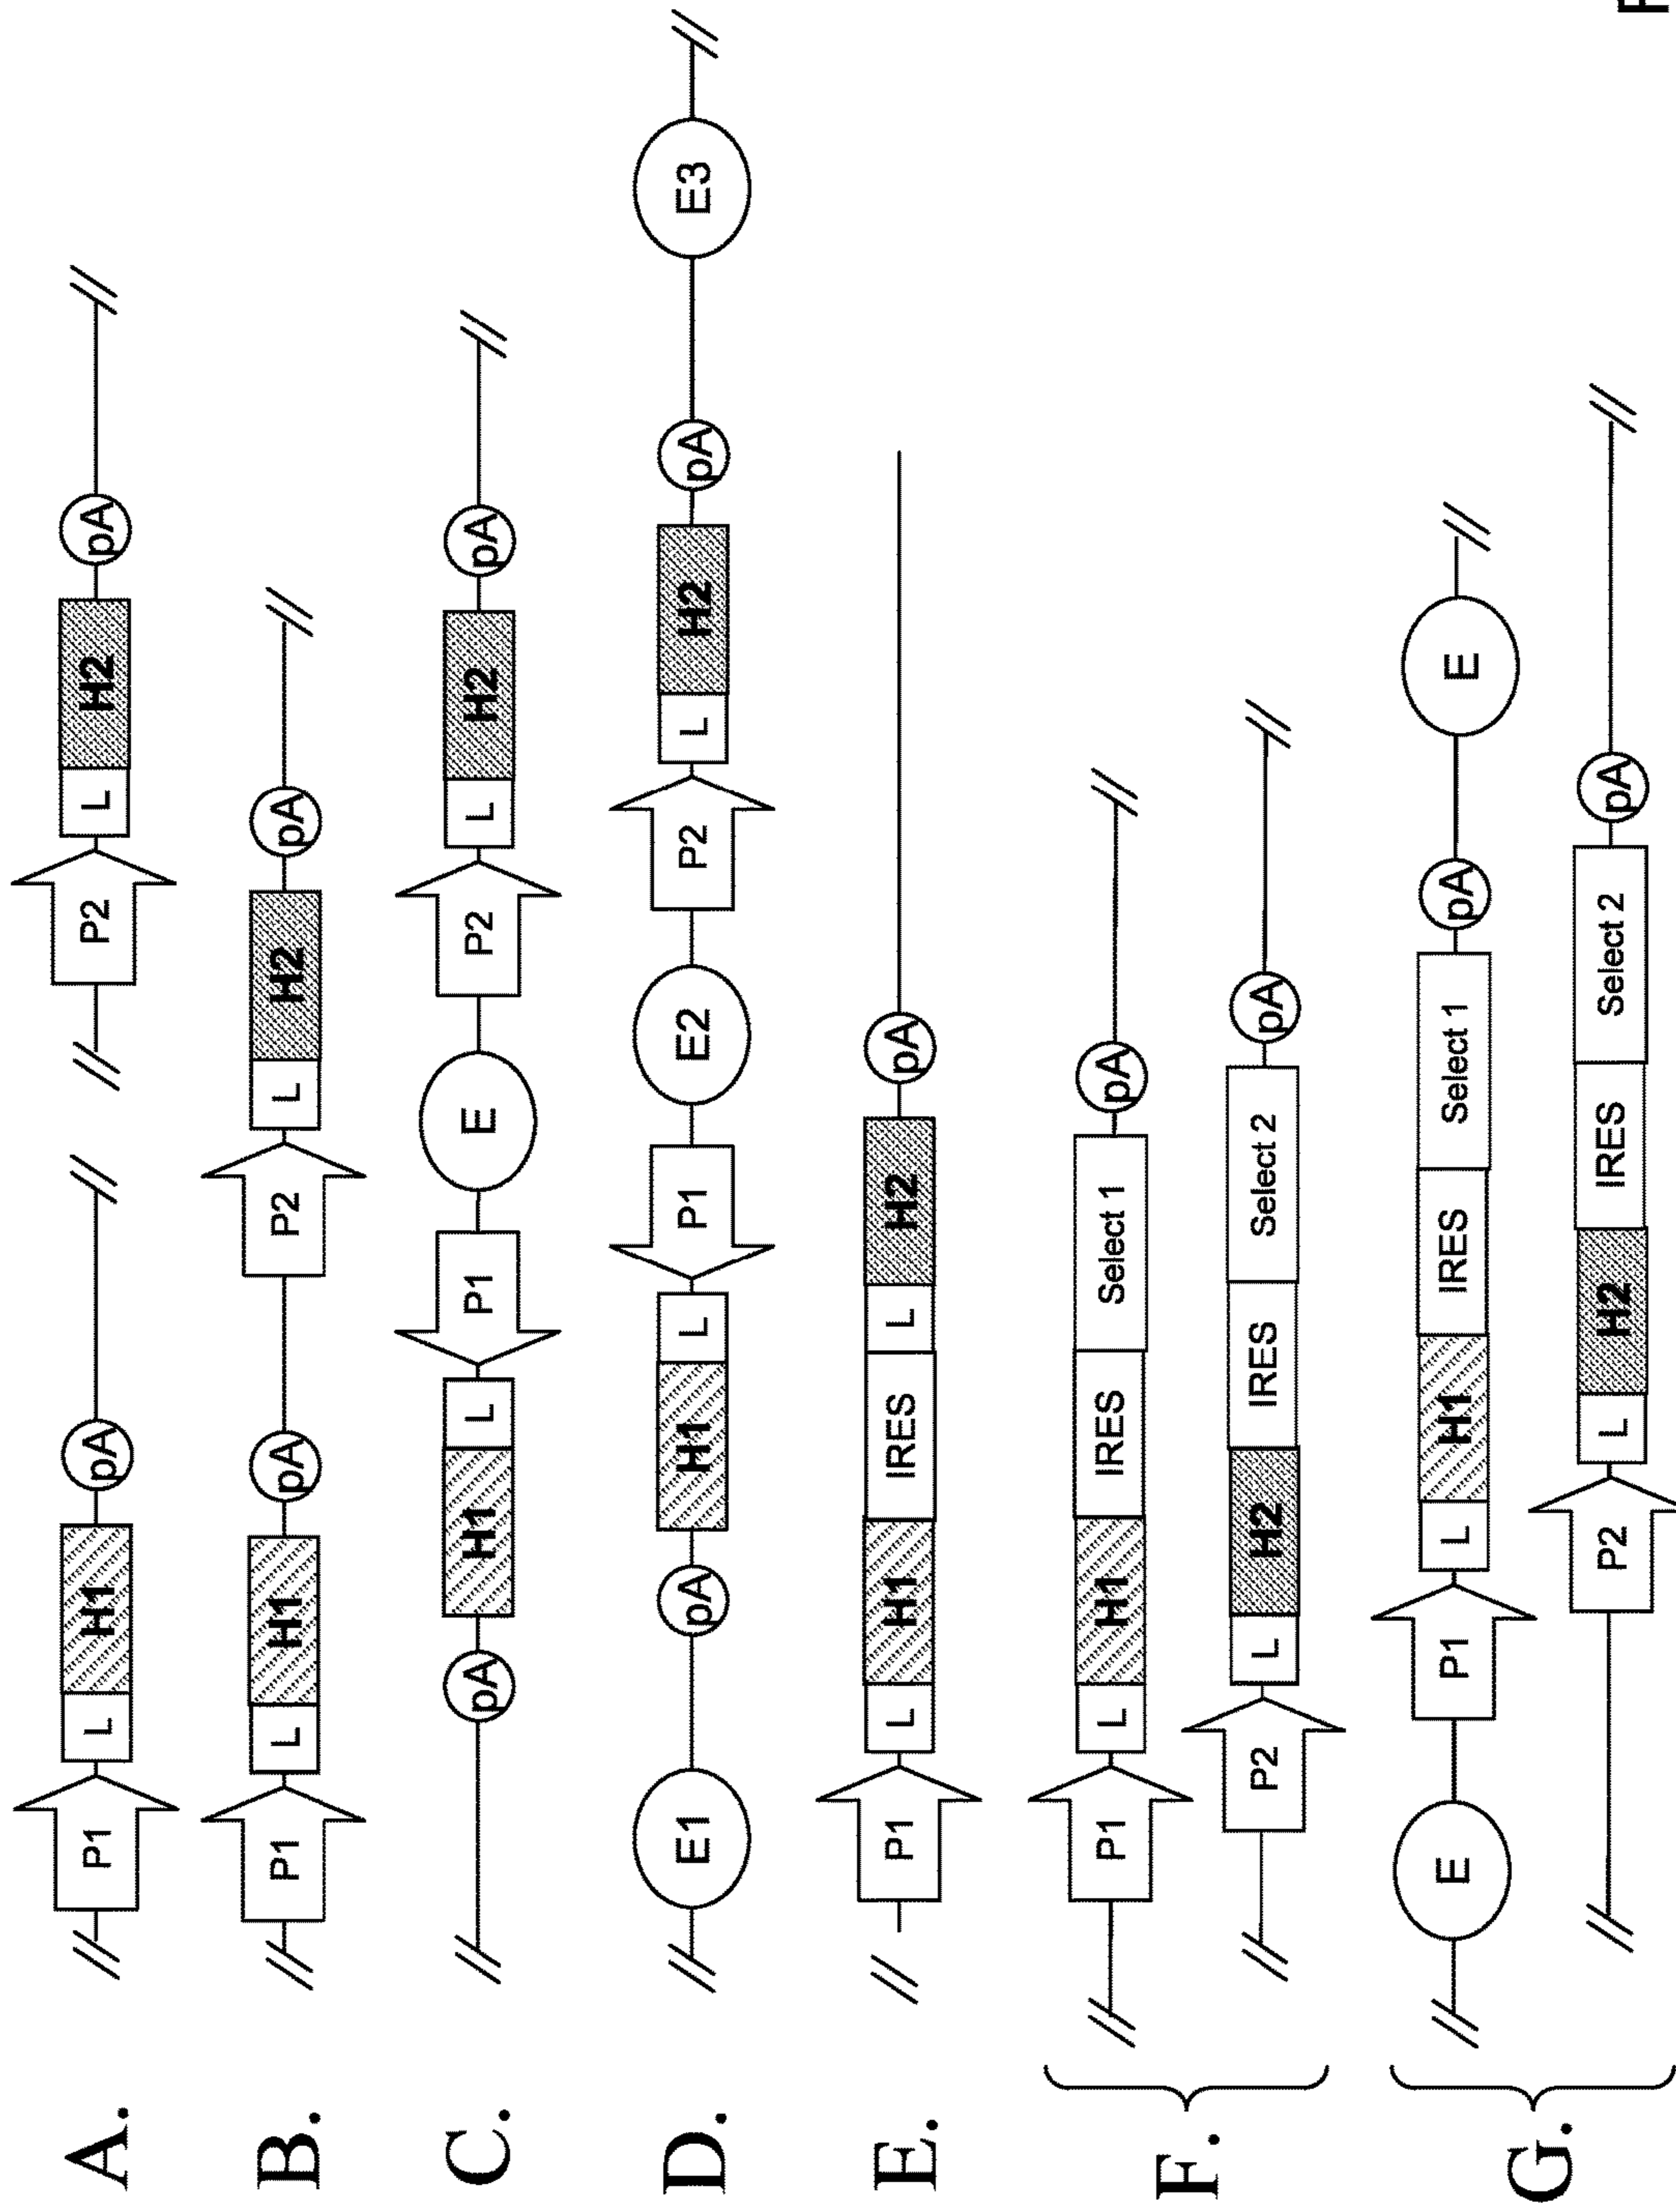 A. P1 L H1 pA P2 L H2 pA
B. P1 L H1 pA P2 L H2 pA
C. pA H1 L P1 E P2 L H2 pA
D. E1 pA H1 L P1 E2 P2 L H2 pA E3
E. P1 L H1 IRES L H2 pA
F. P1 L H1 IRES Select 1 pA
P2 L H2 IRES Select 2 pA
G. E P1 L H1 IRES Select 1 pA E
P2 L H2 IRES Select 2 pA